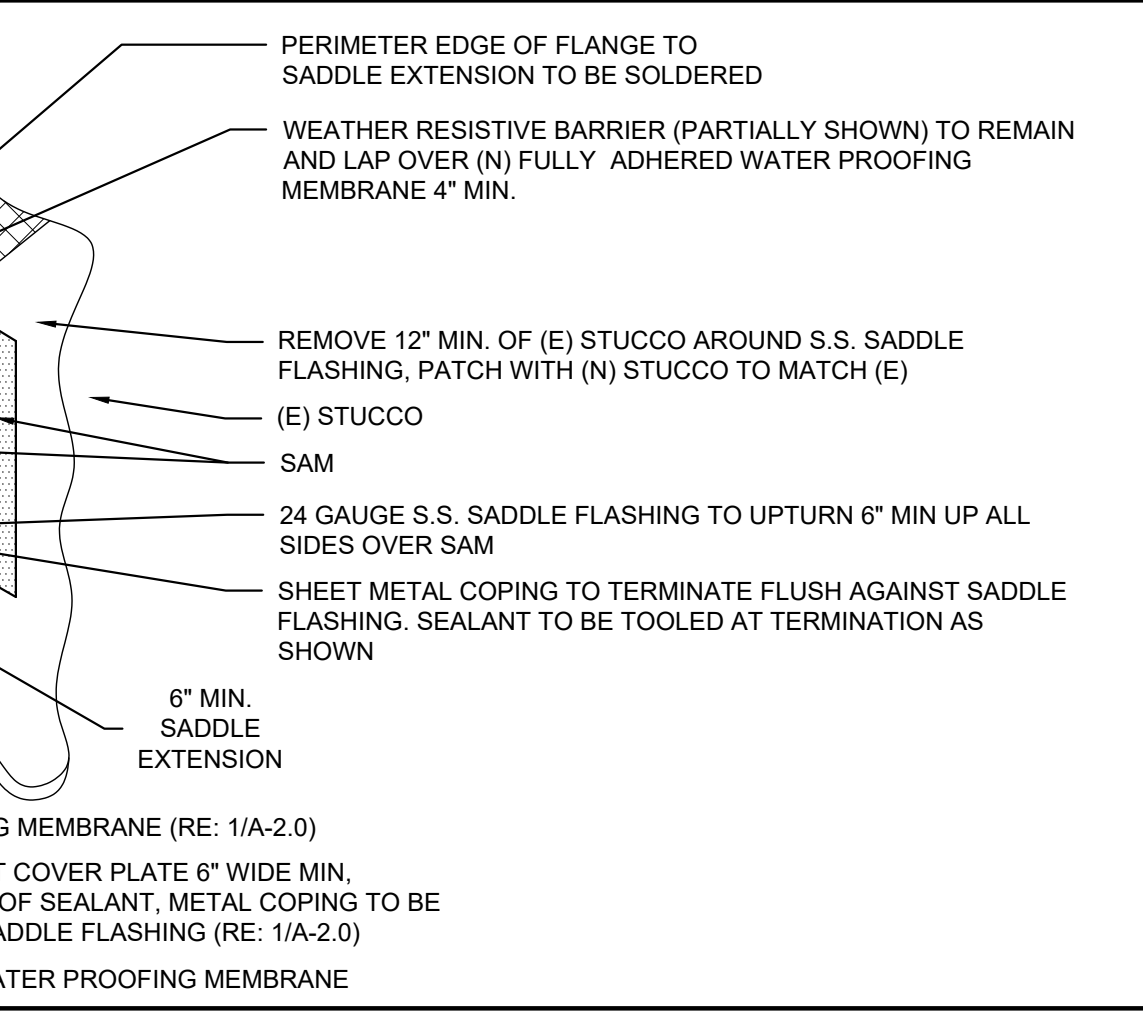 PERIMETER EDGE OF FLANGE TO
SADDLE EXTENSION TO BE SOLDERED
WEATHER RESISTIVE BARRIER (PARTIALLY SHOWN) TO REMAIN
AND LAP OVER (N) FULLY ADHERED WATER PROOFING
MEMBRANE 4" MIN.
REMOVE 12" MIN. OF (E) STUCCO AROUND S.S. SADDLE
FLASHING, PATCH WITH (N) STUCCO TO MATCH (E)
(E) STUCCO
SAM
24 GAUGE S.S. SADDLE FLASHING TO UPTURN 6" MIN UP ALL
SIDES OVER SAM
SHEET METAL COPING TO TERMINATE FLUSH AGAINST SADDLE
FLASHING. SEALANT TO BE TOOLED AT TERMINATION AS
SHOWN
6" MIN.
SADDLE
EXTENSION
MEMBRANE (RE: 1/A-2.0)
COVER PLATE 6" WIDE MIN,
OF SEALANT, METAL COPING TO BE
FLASHING (RE: 1/A-2.0)
PROOFING MEMBRANE